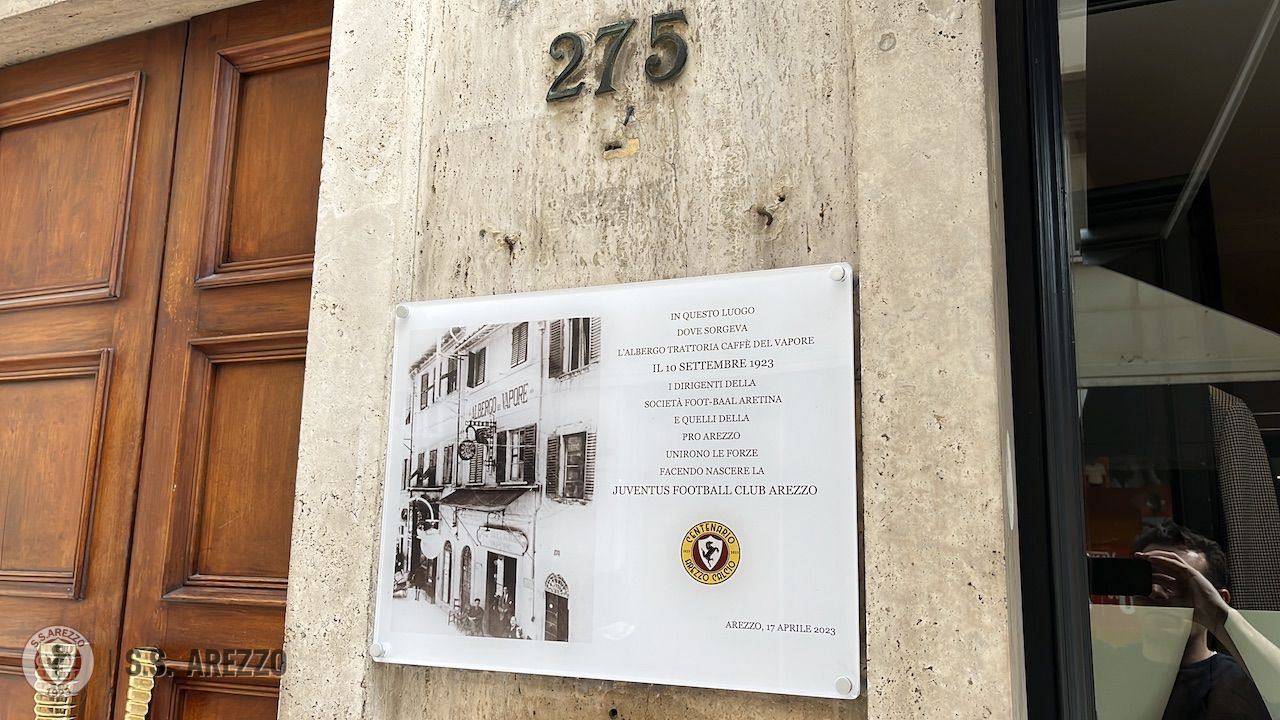 275
IN QUESTO LUOGO
DOVE SORGEVA
L'ALBERGO TRATTORIA CAFFÈ DEL VAPORE
IL 10 SETTEMBRE 1923
I DIRIGENTI DELLA
SOCIETÀ FOOT-BAAL ARETINA
E QUELLI DELLA
PRO AREZZO
UNIRONO LE FORZE
FACENDO NASCERE LA
JUVENTUS FOOTBALL CLUB AREZZO
ALBERGO VAPORE
CENTENARIO
AREZZO CALCIO
AREZZO, 17 APRILE 2023
S.S. AREZZO
1923
S.S. AREZZO